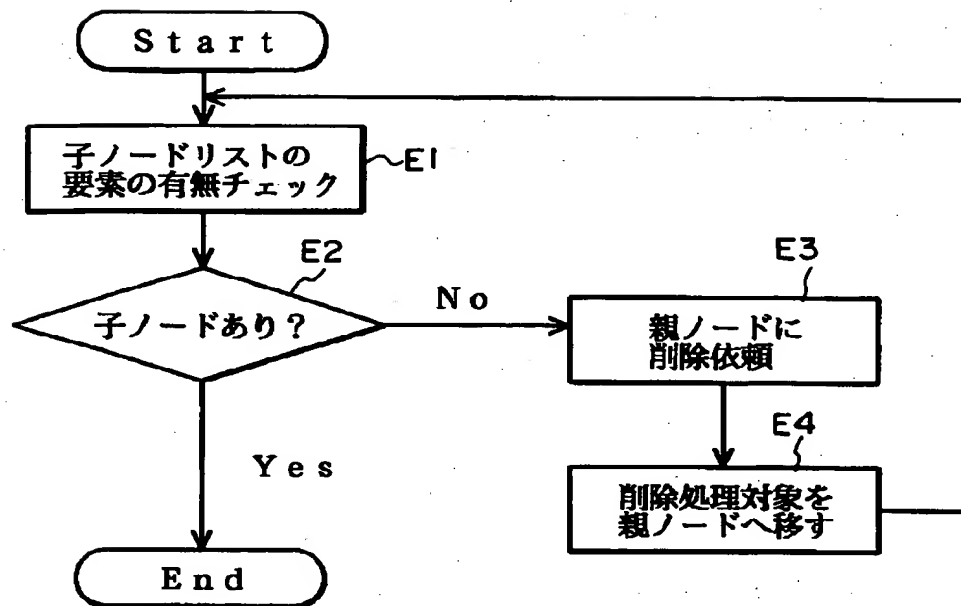 Start
子ノードリストの
要素の有無チェック
E1
E2
子ノードあり？
No
Yes
E3
親ノードに
削除依頼
E4
削除処理対象を
親ノードへ移す
End